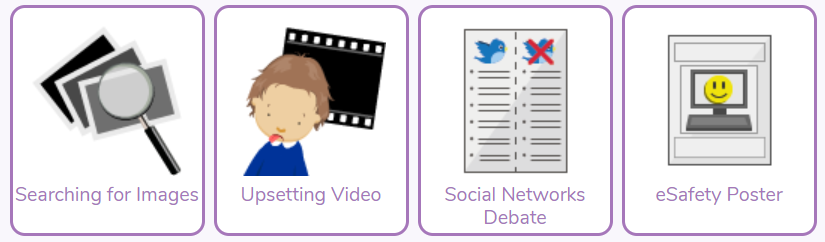 Searching for Images
Upsetting Video
Social Networks
Debate
eSafety Poster